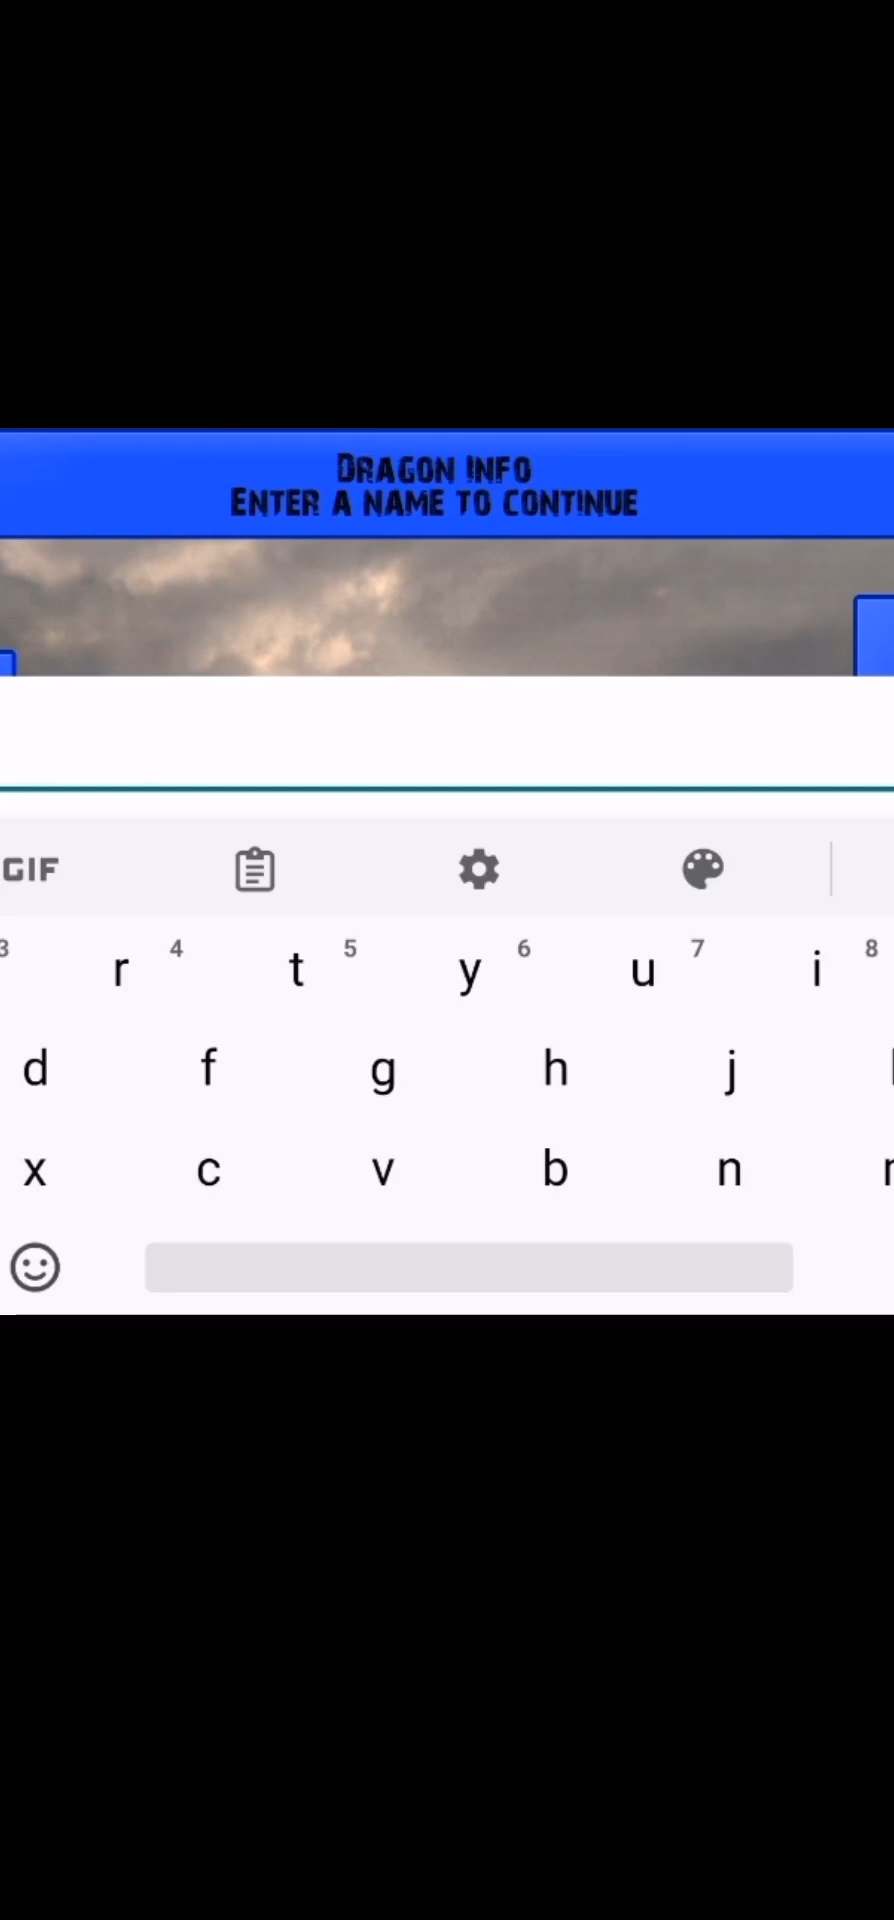 Dragon Info
Enter a name to continue
GIF
3 r 4 t 5 y 6 u 7 i 8
d f g h j
x c v b n